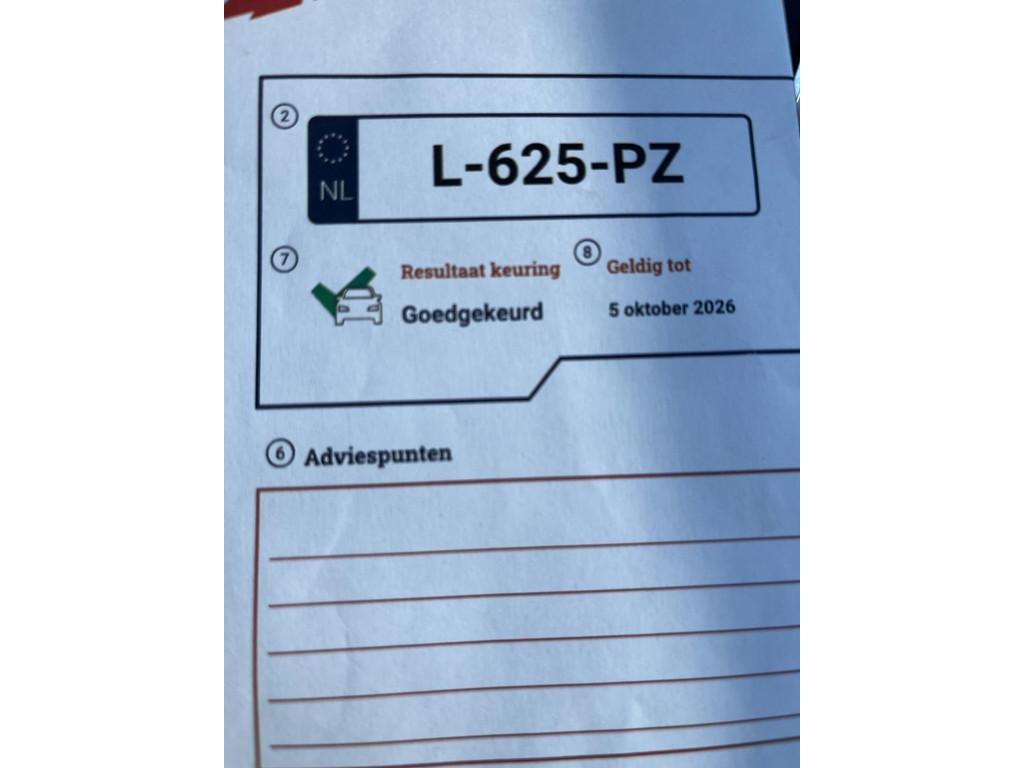 2
NL
L-625-PZ
7
Resultaat keuring
8
Geldig tot
Goedgekeurd
5 oktober 2026
6
Adviespunten